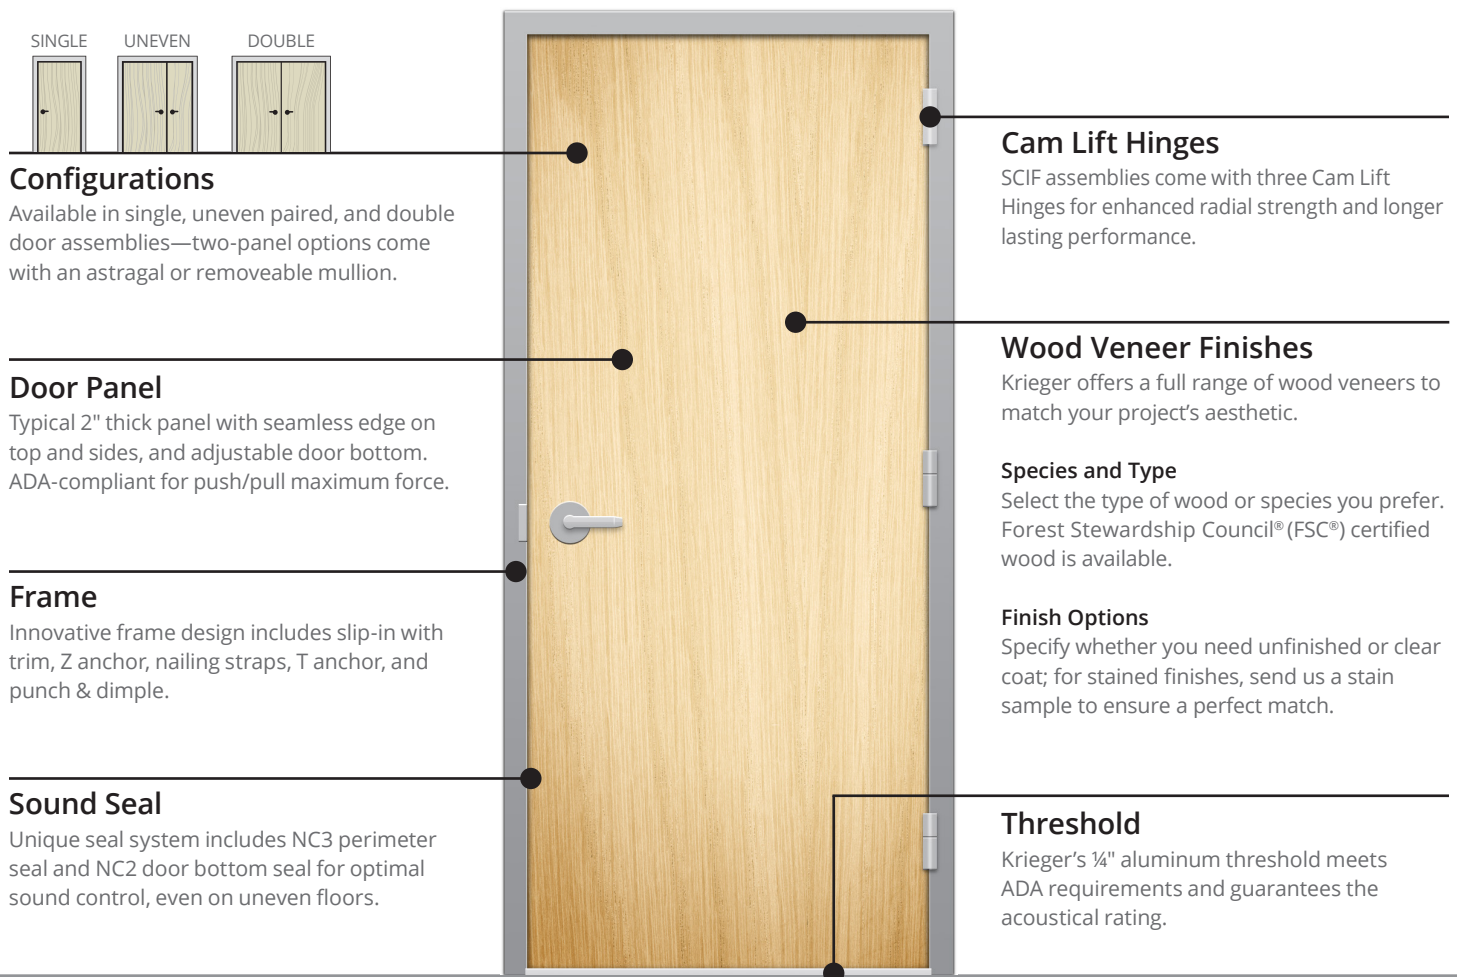 SINGLE UNEVEN DOUBLE
Configurations
Available in single, uneven paired, and double
door assemblies—two-panel options come
with an astragal or removeable mullion.
Door Panel
Typical 2" thick panel with seamless edge on
top and sides, and adjustable door bottom.
ADA-compliant for push/pull maximum force.
Frame
Innovative frame design includes slip-in with
trim, Z anchor, nailing straps, T anchor, and
punch & dimple.
Sound Seal
Unique seal system includes NC3 perimeter
seal and NC2 door bottom seal for optimal
sound control, even on uneven floors.
Cam Lift Hinges
SCIF assemblies come with three Cam Lift
Hinges for enhanced radial strength and longer
lasting performance.
Wood Veneer Finishes
Krieger offers a full range of wood veneers to
match your project’s aesthetic.
Species and Type
Select the type of wood or species you prefer.
Forest Stewardship Council® (FSC®) certified
wood is available.
Finish Options
Specify whether you need unfinished or clear
coat; for stained finishes, send us a stain
sample to ensure a perfect match.
Threshold
Krieger’s ¼" aluminum threshold meets
ADA requirements and guarantees the
acoustical rating.